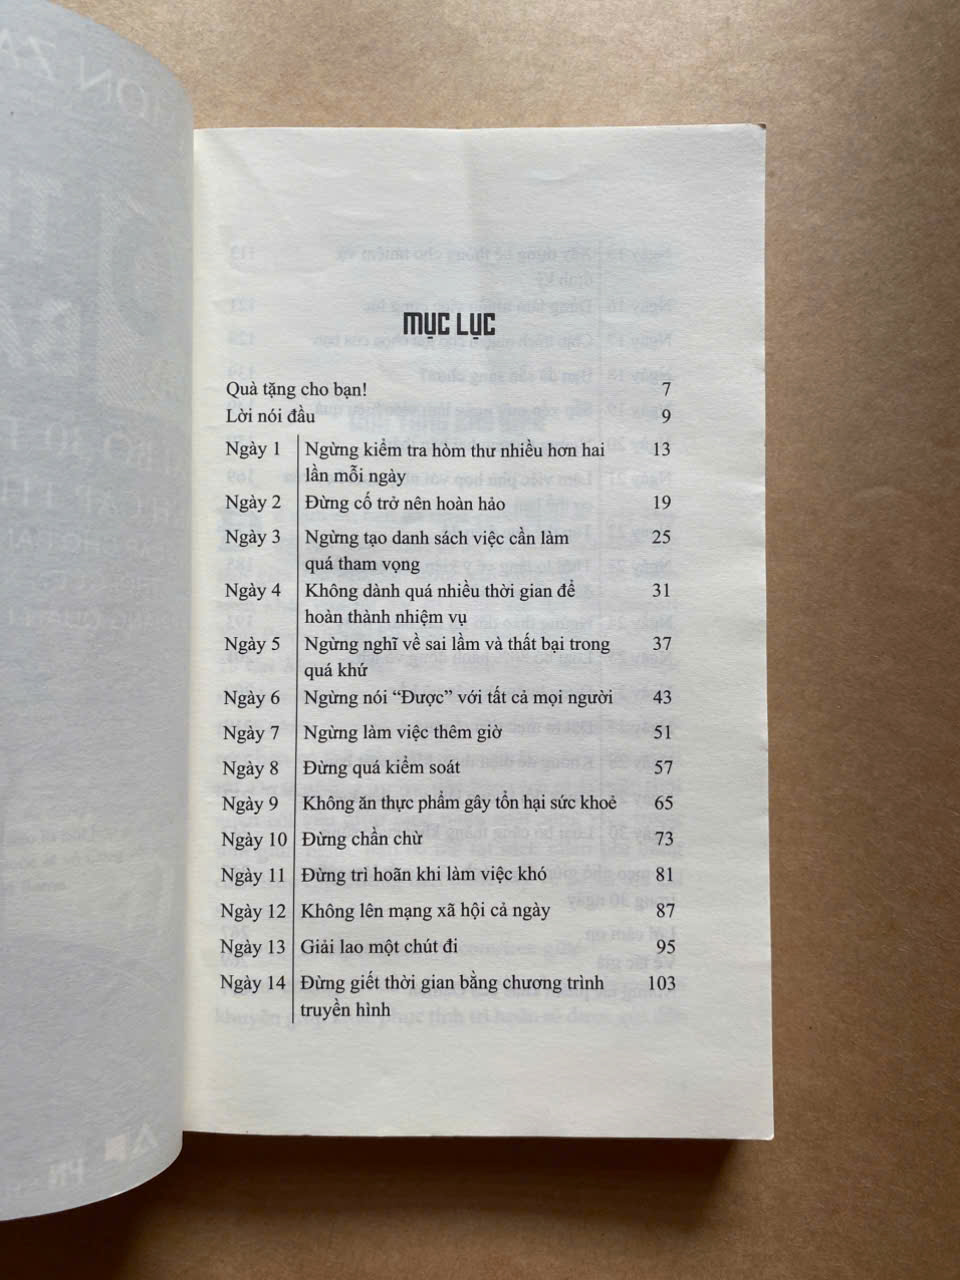 MỤC LỤC
Quà tặng cho bạn! 7
Lời nói đầu 9
Ngày 1 Ngừng kiểm tra hòm thư nhiều hơn hai 13
lần mỗi ngày
Ngày 2 Đừng cố trở nên hoàn hảo 19
Ngày 3 Ngừng tạo danh sách việc cần làm 25
quá tham vọng
Ngày 4 Không dành quá nhiều thời gian để 31
hoàn thành nhiệm vụ
Ngày 5 Ngừng nghĩ về sai lầm và thất bại trong 37
quá khứ
Ngày 6 Ngừng nói “Được” với tất cả mọi người 43
Ngày 7 Ngừng làm việc thêm giờ 51
Ngày 8 Đừng quá kiểm soát 57
Ngày 9 Không ăn thực phẩm gây tổn hại sức khoẻ 65
Ngày 10 Đừng chần chừ 73
Ngày 11 Đừng trì hoãn khi làm việc khó 81
Ngày 12 Không lên mạng xã hội cả ngày 87
Ngày 13 Giải lao một chút đi 95
Ngày 14 Đừng giết thời gian bằng chương trình 103
truyền hình